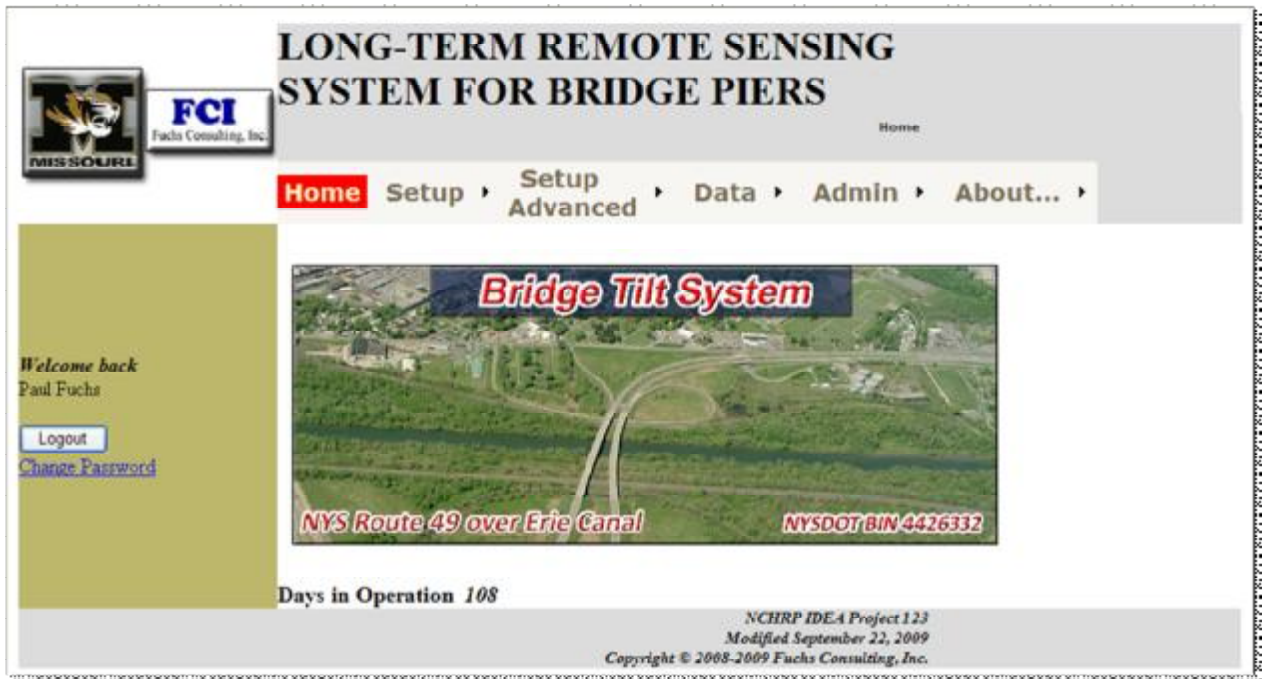 LONG-TERM REMOTE SENSING
SYSTEM FOR BRIDGE PIERS
MISSOURI
FCI
Fuchs Consulting, Inc.
Home
Home
Setup
Setup
Advanced
Data
Admin
About...
Bridge Tilt System
NYS Route 49 over Erie Canal
NYSDOT BIN 4426332
Welcome back
Paul Fuchs
Logout
Change Password
Days in Operation 108
NCHRP IDEA Project 123
Modified September 22, 2009
Copyright © 2008-2009 Fuchs Consulting, Inc.